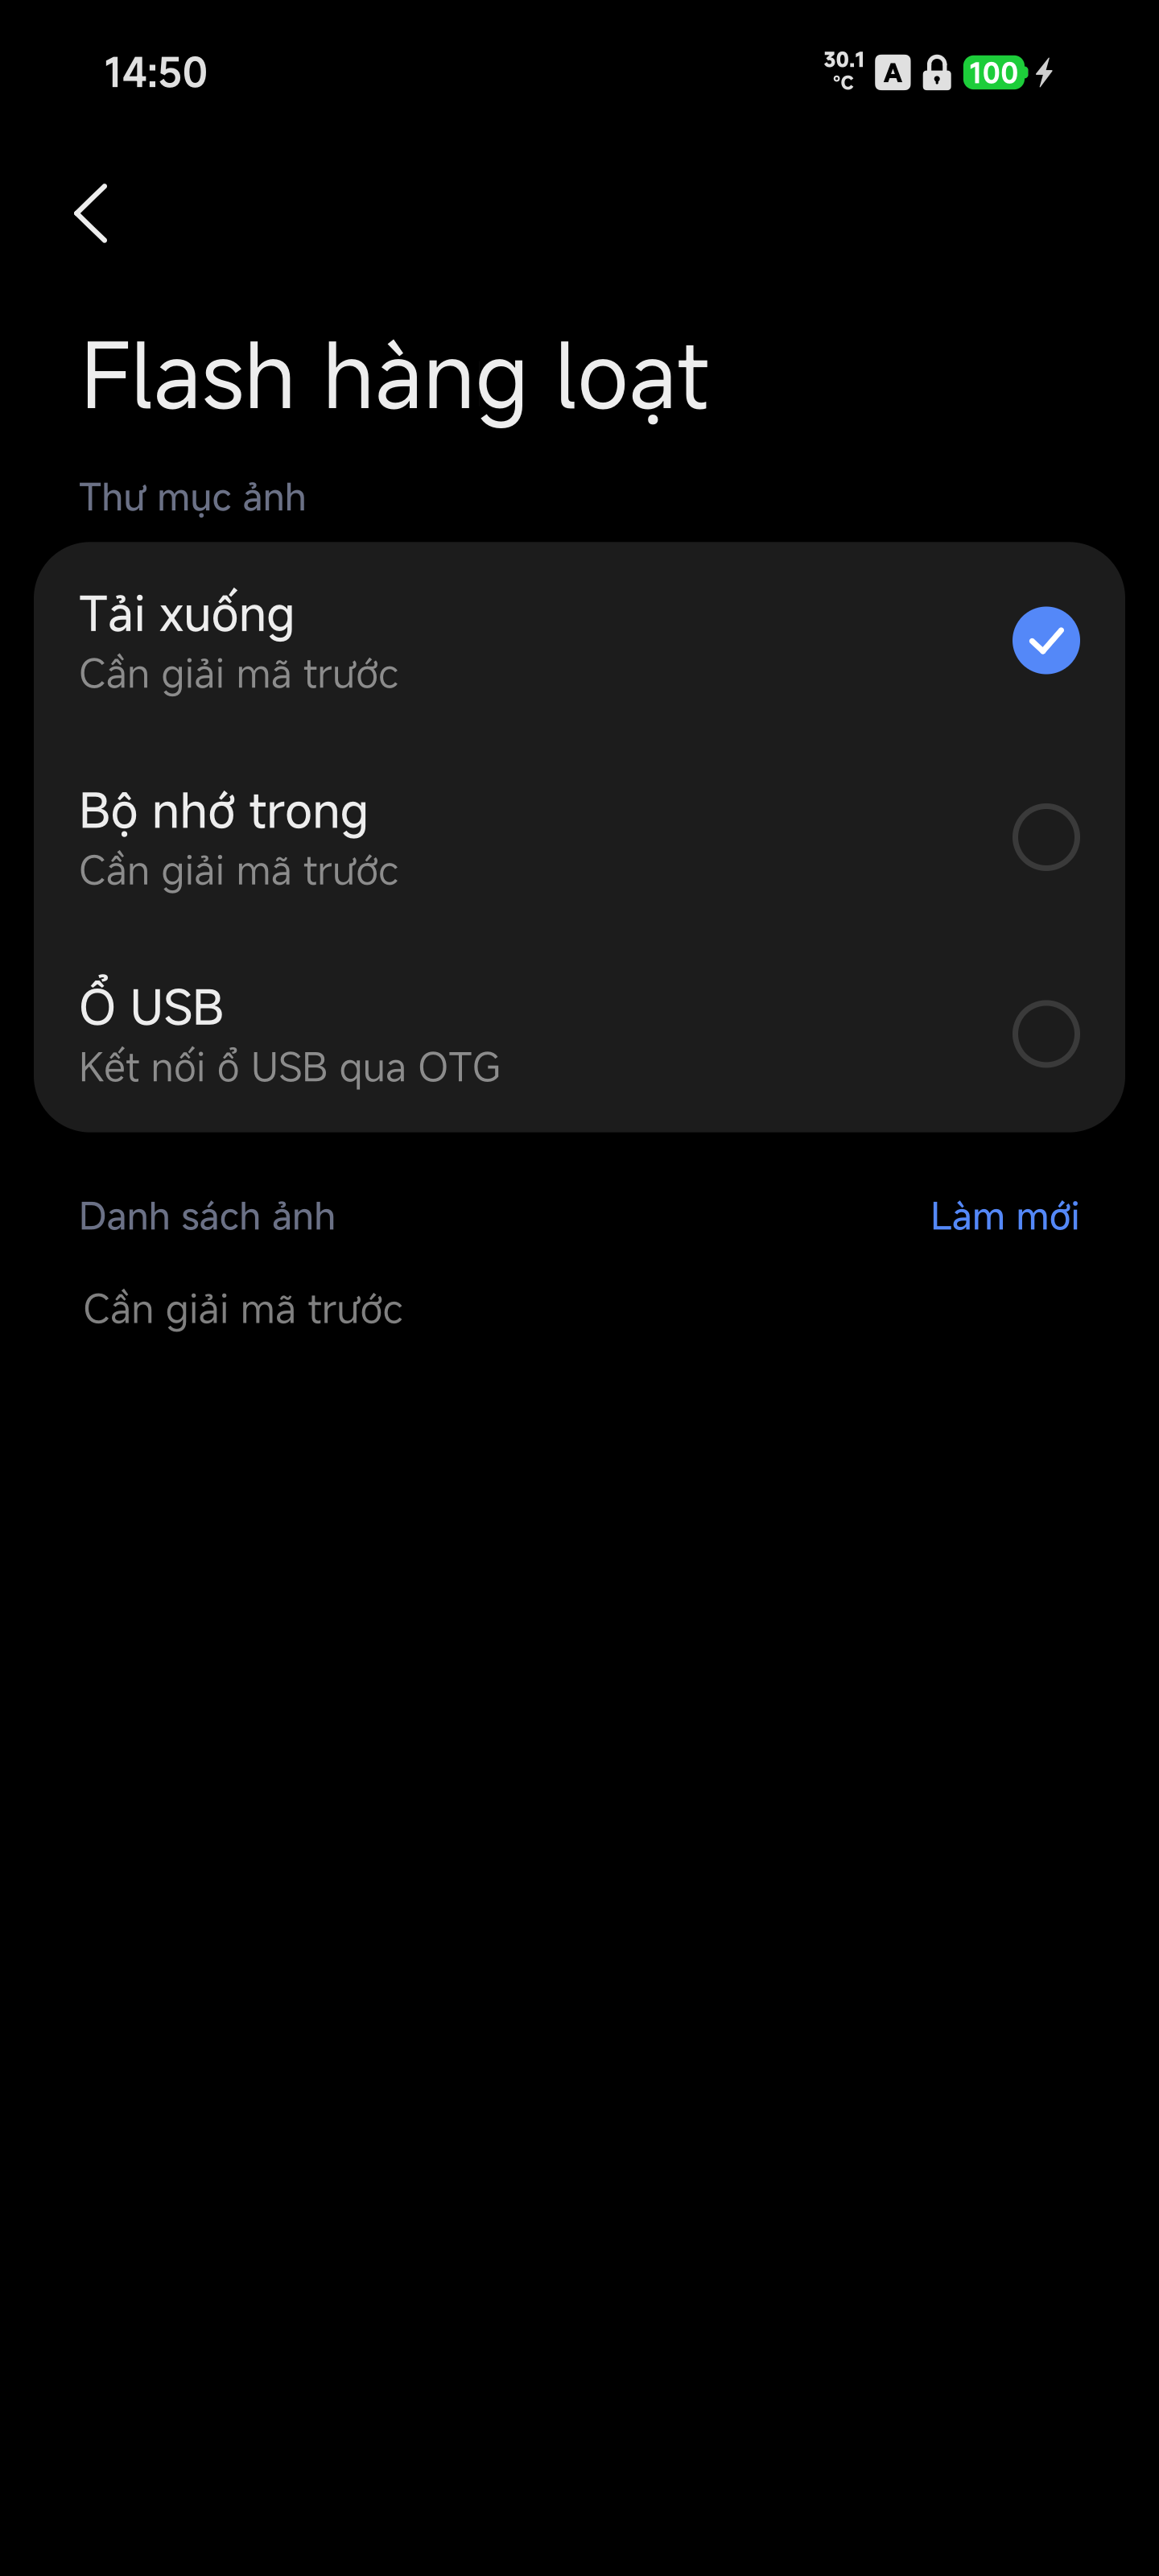 14:50
30.1
°C
A
100
Flash hàng loạt
Thư mục ảnh
Tải xuống
Cần giải mã trước
Bộ nhớ trong
Cần giải mã trước
Ổ USB
Kết nối ổ USB qua OTG
Danh sách ảnh
Làm mới
Cần giải mã trước